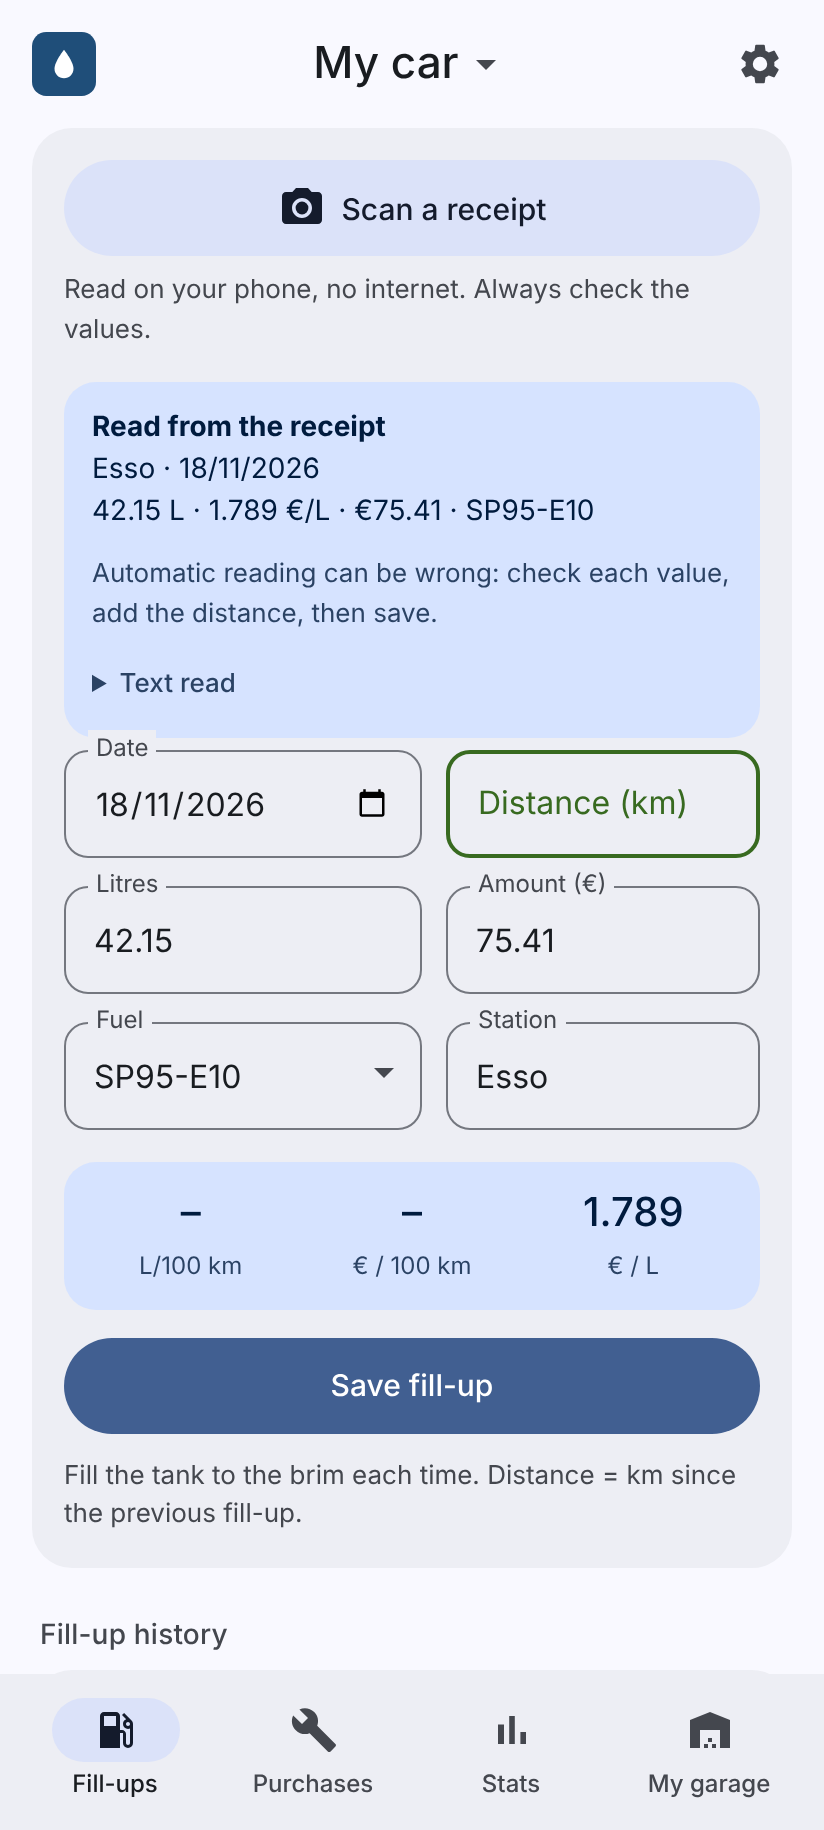 My car
Scan a receipt
Read on your phone, no internet. Always check the
values.
Read from the receipt
Esso · 18/11/2026
42.15 L · 1.789 €/L · €75.41 · SP95-E10
Automatic reading can be wrong: check each value,
add the distance, then save.
Text read
Date
18/11/2026
Distance (km)
Litres
42.15
Amount (€)
75.41
Fuel
SP95-E10
Station
Esso
–
L/100 km
–
€ / 100 km
1.789
€ / L
Save fill-up
Fill the tank to the brim each time. Distance = km since
the previous fill-up.
Fill-up history
Fill-ups
Purchases
Stats
My garage